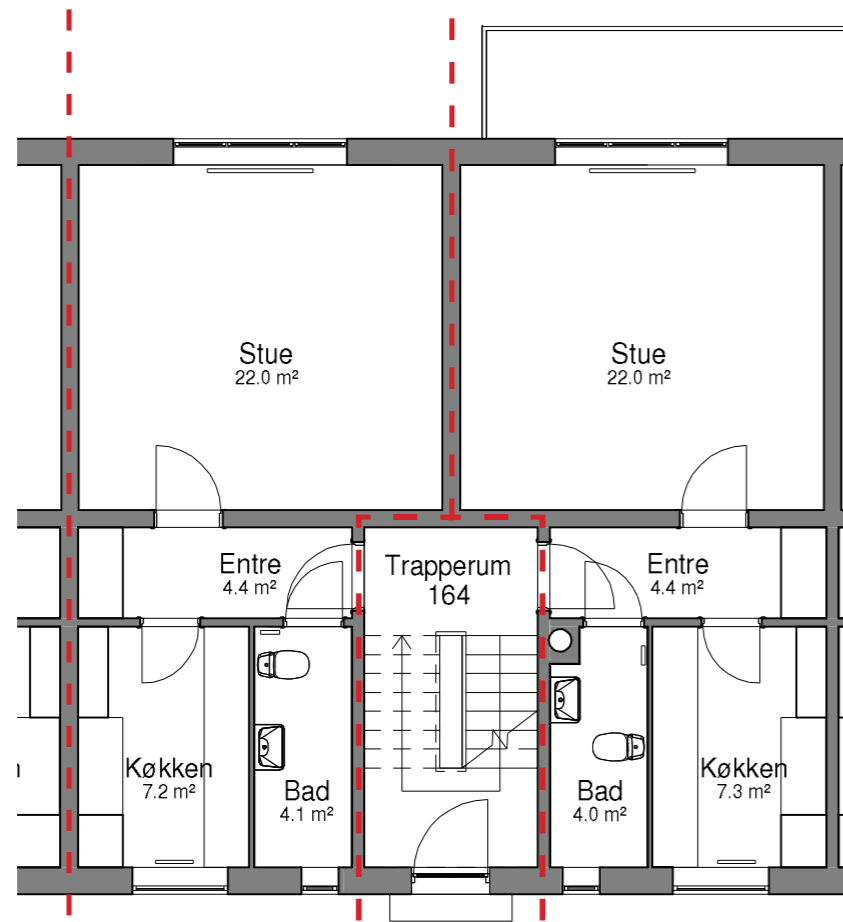 Stue
22.0 m²
Stue
22.0 m²
Entre
4.4 m²
Trapperum
164
Entre
4.4 m²
n
Køkken
7.2 m²
Bad
4.1 m²
Bad
4.0 m²
Køkken
7.3 m²